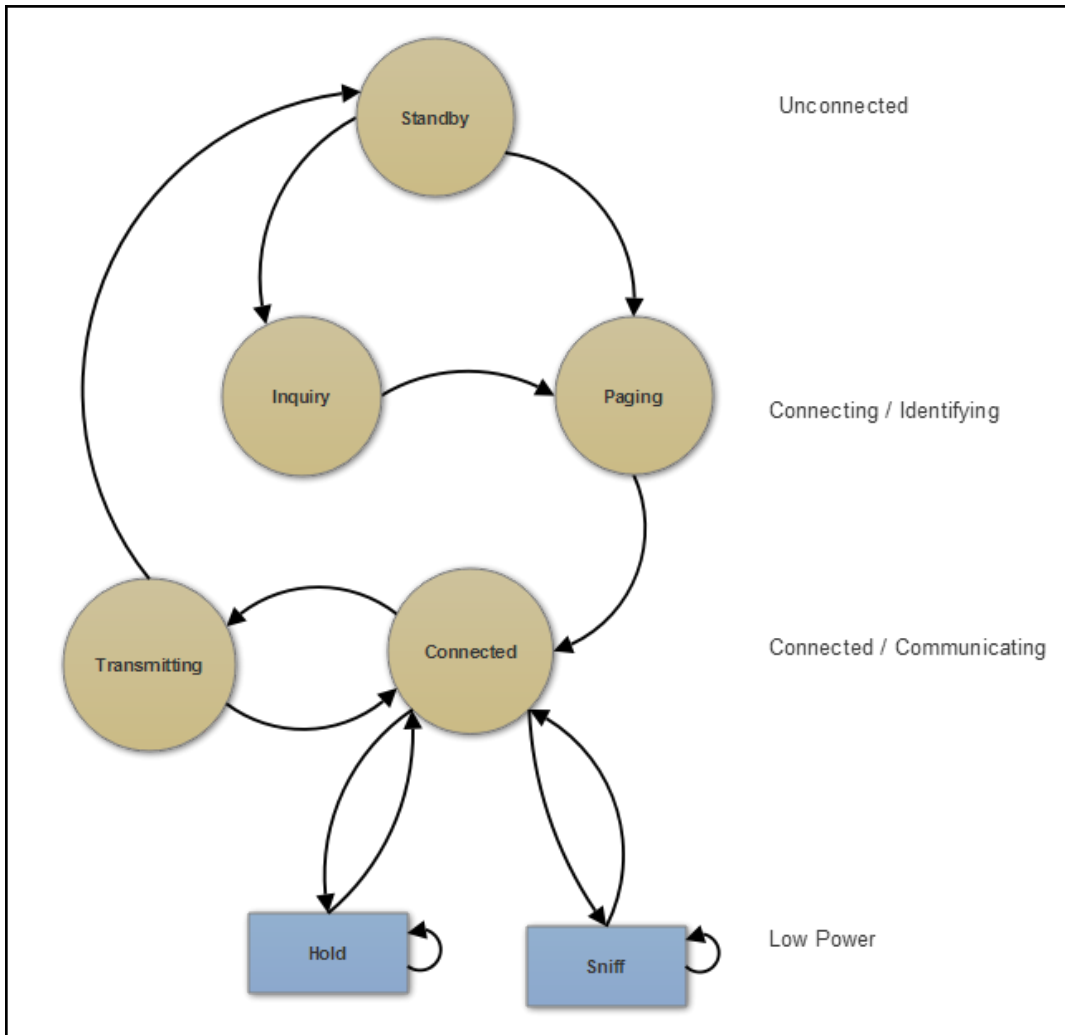 Standby
Unconnected
Inquiry
Paging
Connecting / Identifying
Transmitting
Connected
Connected / Communicating
Hold
Sniff
Low Power